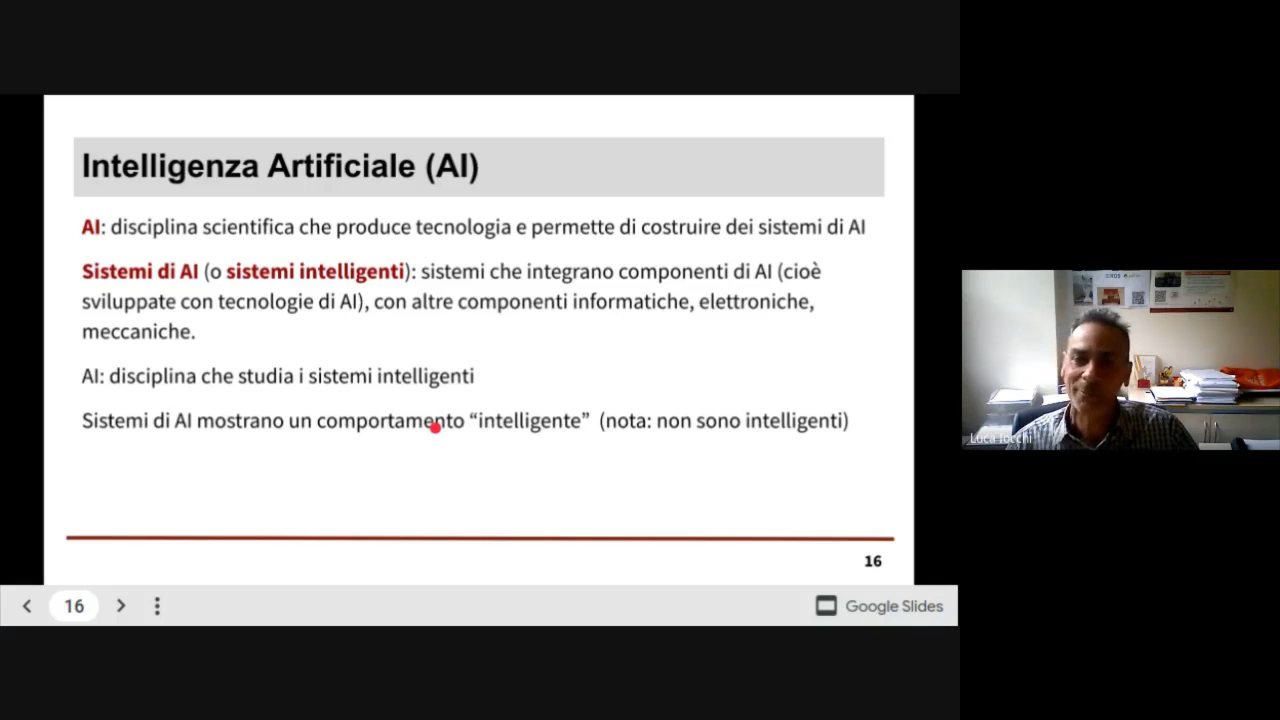 Intelligenza Artificiale (AI)
AI: disciplina scientifica che produce tecnologia e permette di costruire dei sistemi di AI
Sistemi di AI (o sistemi intelligenti): sistemi che integrano componenti di AI (cioè
sviluppate con tecnologie di AI), con altre componenti informatiche, elettroniche,
meccaniche.
AI: disciplina che studia i sistemi intelligenti
Sistemi di AI mostrano un comportamento “intelligente” (nota: non sono intelligenti)
16
16
Google Slides
Luca Iocchi